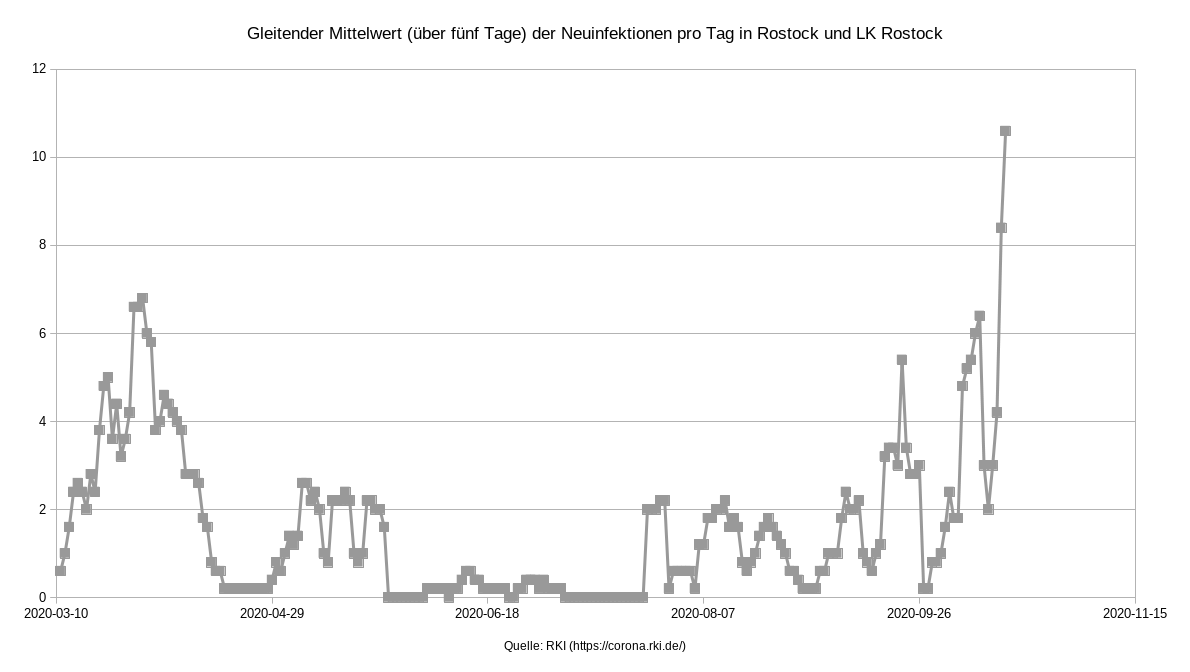 Gleitender Mittelwert (über fünf Tage) der Neuinfektionen pro Tag in Rostock und LK Rostock
12
10
8
6
4
2
0
2020-03-10 2020-04-29 2020-06-18 2020-08-07 2020-09-26 2020-11-15
Quelle: RKI (https://corona.rki.de/)